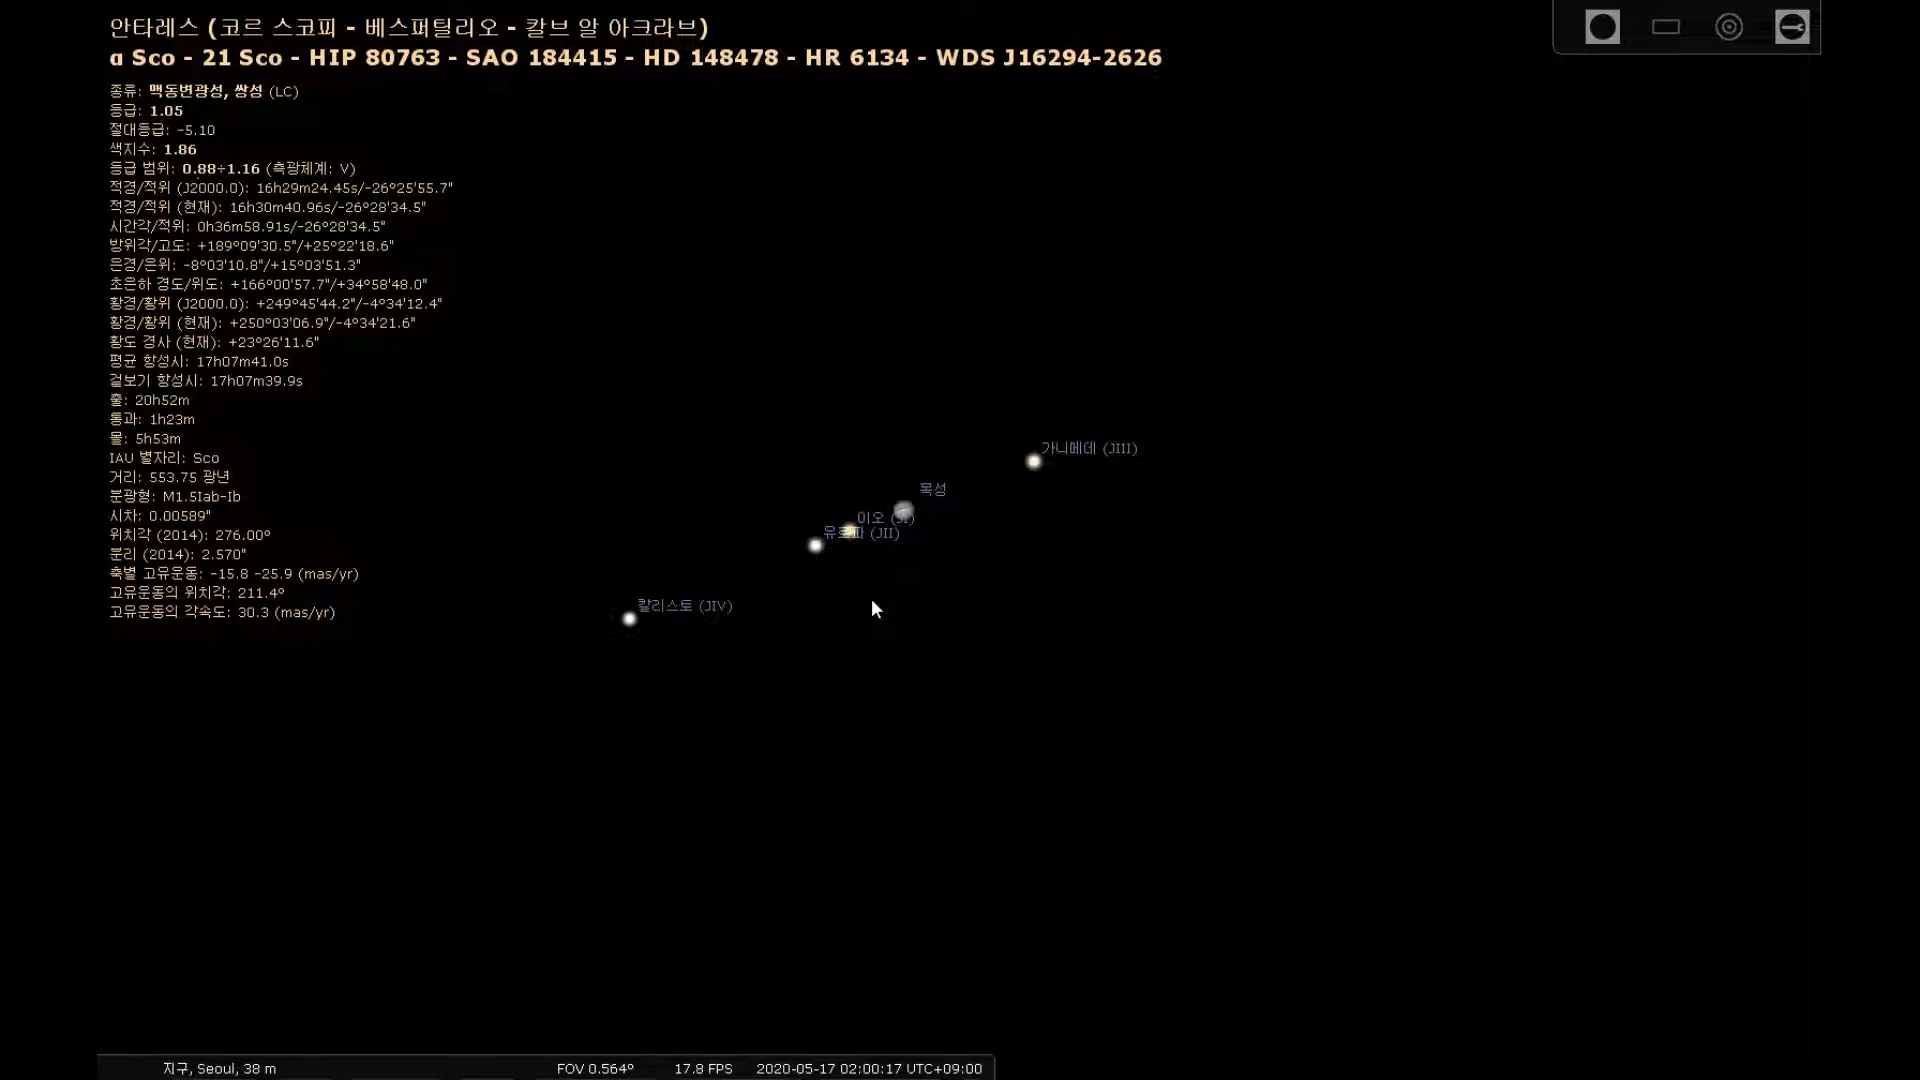 안타레스 (코르 스코피 - 베스퍼틸리오 - 칼브 알 아크라브)
α Sco - 21 Sco - HIP 80763 - SAO 184415 - HD 148478 - HR 6134 - WDS J16294-2626
종류: 맥동변광성, 쌍성 (LC)
등급: 1.05
절대등급: -5.10
색지수: 1.86
등급 범위: 0.88÷1.16 (측광체계: V)
적경/적위 (J2000.0): 16h29m24.45s/-26°25'55.7"
적경/적위 (현재): 16h30m40.96s/-26°28'34.5"
시간각/적위: 0h36m58.91s/-26°28'34.5"
방위각/고도: +189°09'30.5"/+25°22'18.6"
은경/은위: -8°03'10.8"/+15°03'51.3"
초은하 경도/위도: +166°00'57.7"/+34°58'48.0"
황경/황위 (J2000.0): +249°45'44.2"/-4°34'12.4"
황경/황위 (현재): +250°03'06.9"/-4°34'21.6"
황도 경사 (현재): +23°26'11.6"
평균 항성시: 17h07m41.0s
겉보기 항성시: 17h07m39.9s
출: 20h52m
통과: 1h23m
몰: 5h53m
IAU 별자리: Sco
거리: 553.75 광년
분광형: M1.5Iab-Ib
시차: 0.00589"
위치각 (2014): 276.00°
분리 (2014): 2.570"
축별 고유운동: -15.8 -25.9 (mas/yr)
고유운동의 위치각: 211.4°
고유운동의 각속도: 30.3 (mas/yr)
가니메데 (JIII)
목성
이오 (JI)
유로파 (JII)
칼리스토 (JIV)
지구, Seoul, 38 m FOV 0.564° 17.8 FPS 2020-05-17 02:00:17 UTC+09:00